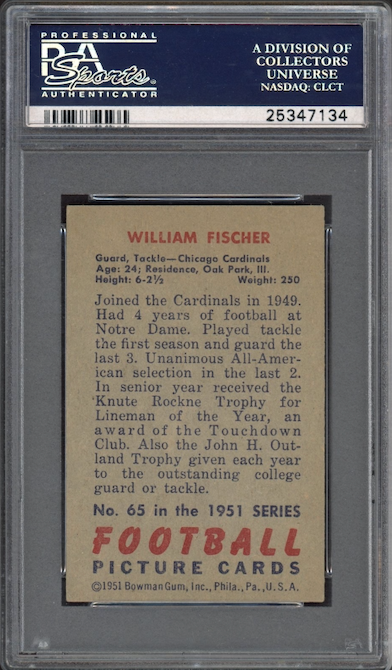 PROFESSIONAL
PSA
Sports
AUTHENTICATOR
A DIVISION OF
COLLECTORS
UNIVERSE
NASDAQ: CLCT
25347134
WILLIAM FISCHER
Guard, Tackle—Chicago Cardinals
Age: 24; Residence, Oak Park, Ill.
Height: 6-2½ Weight: 250
Joined the Cardinals in 1949.
Had 4 years of football at
Notre Dame. Played tackle
the first season and guard the
last 3. Unanimous All-Amer-
ican selection in the last 2.
In senior year received the
Knute Rockne Trophy for
Lineman of the Year, an
award of the Touchdown
Club. Also the John H. Out-
land Trophy given each year
to the outstanding college
guard or tackle.
No. 65 in the 1951 SERIES
FOOTBALL
PICTURE CARDS
©1951 Bowman Gum, Inc., Phila., Pa., U.S.A.